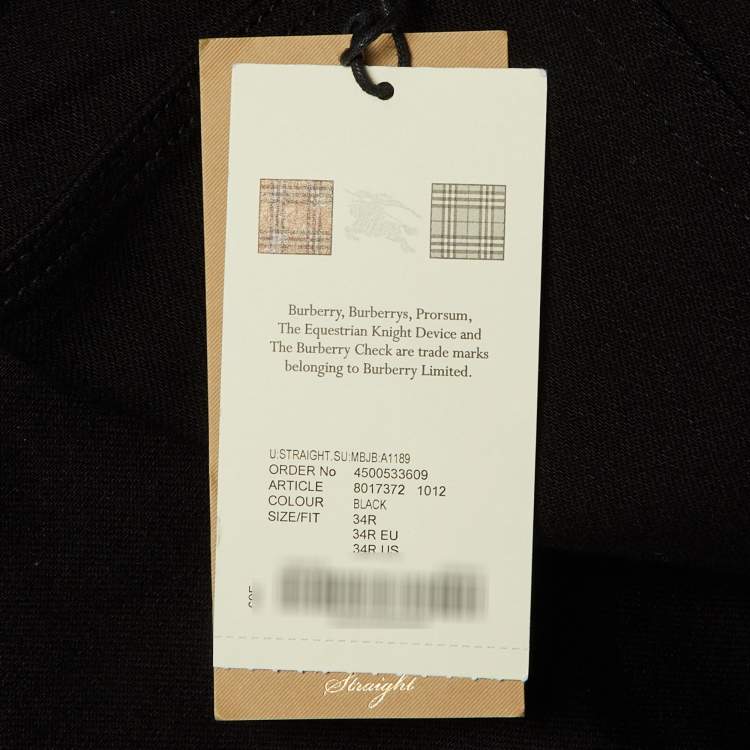 Burberry, Burberrys, Prorsum,
The Equestrian Knight Device and
The Burberry Check are trade marks
belonging to Burberry Limited.
U:STRAIGHT.SU:MBJB:A1189
ORDER No 4500533609
ARTICLE 8017372 1012
COLOUR BLACK
SIZE/FIT 34R
34R EU
34R US
Straight